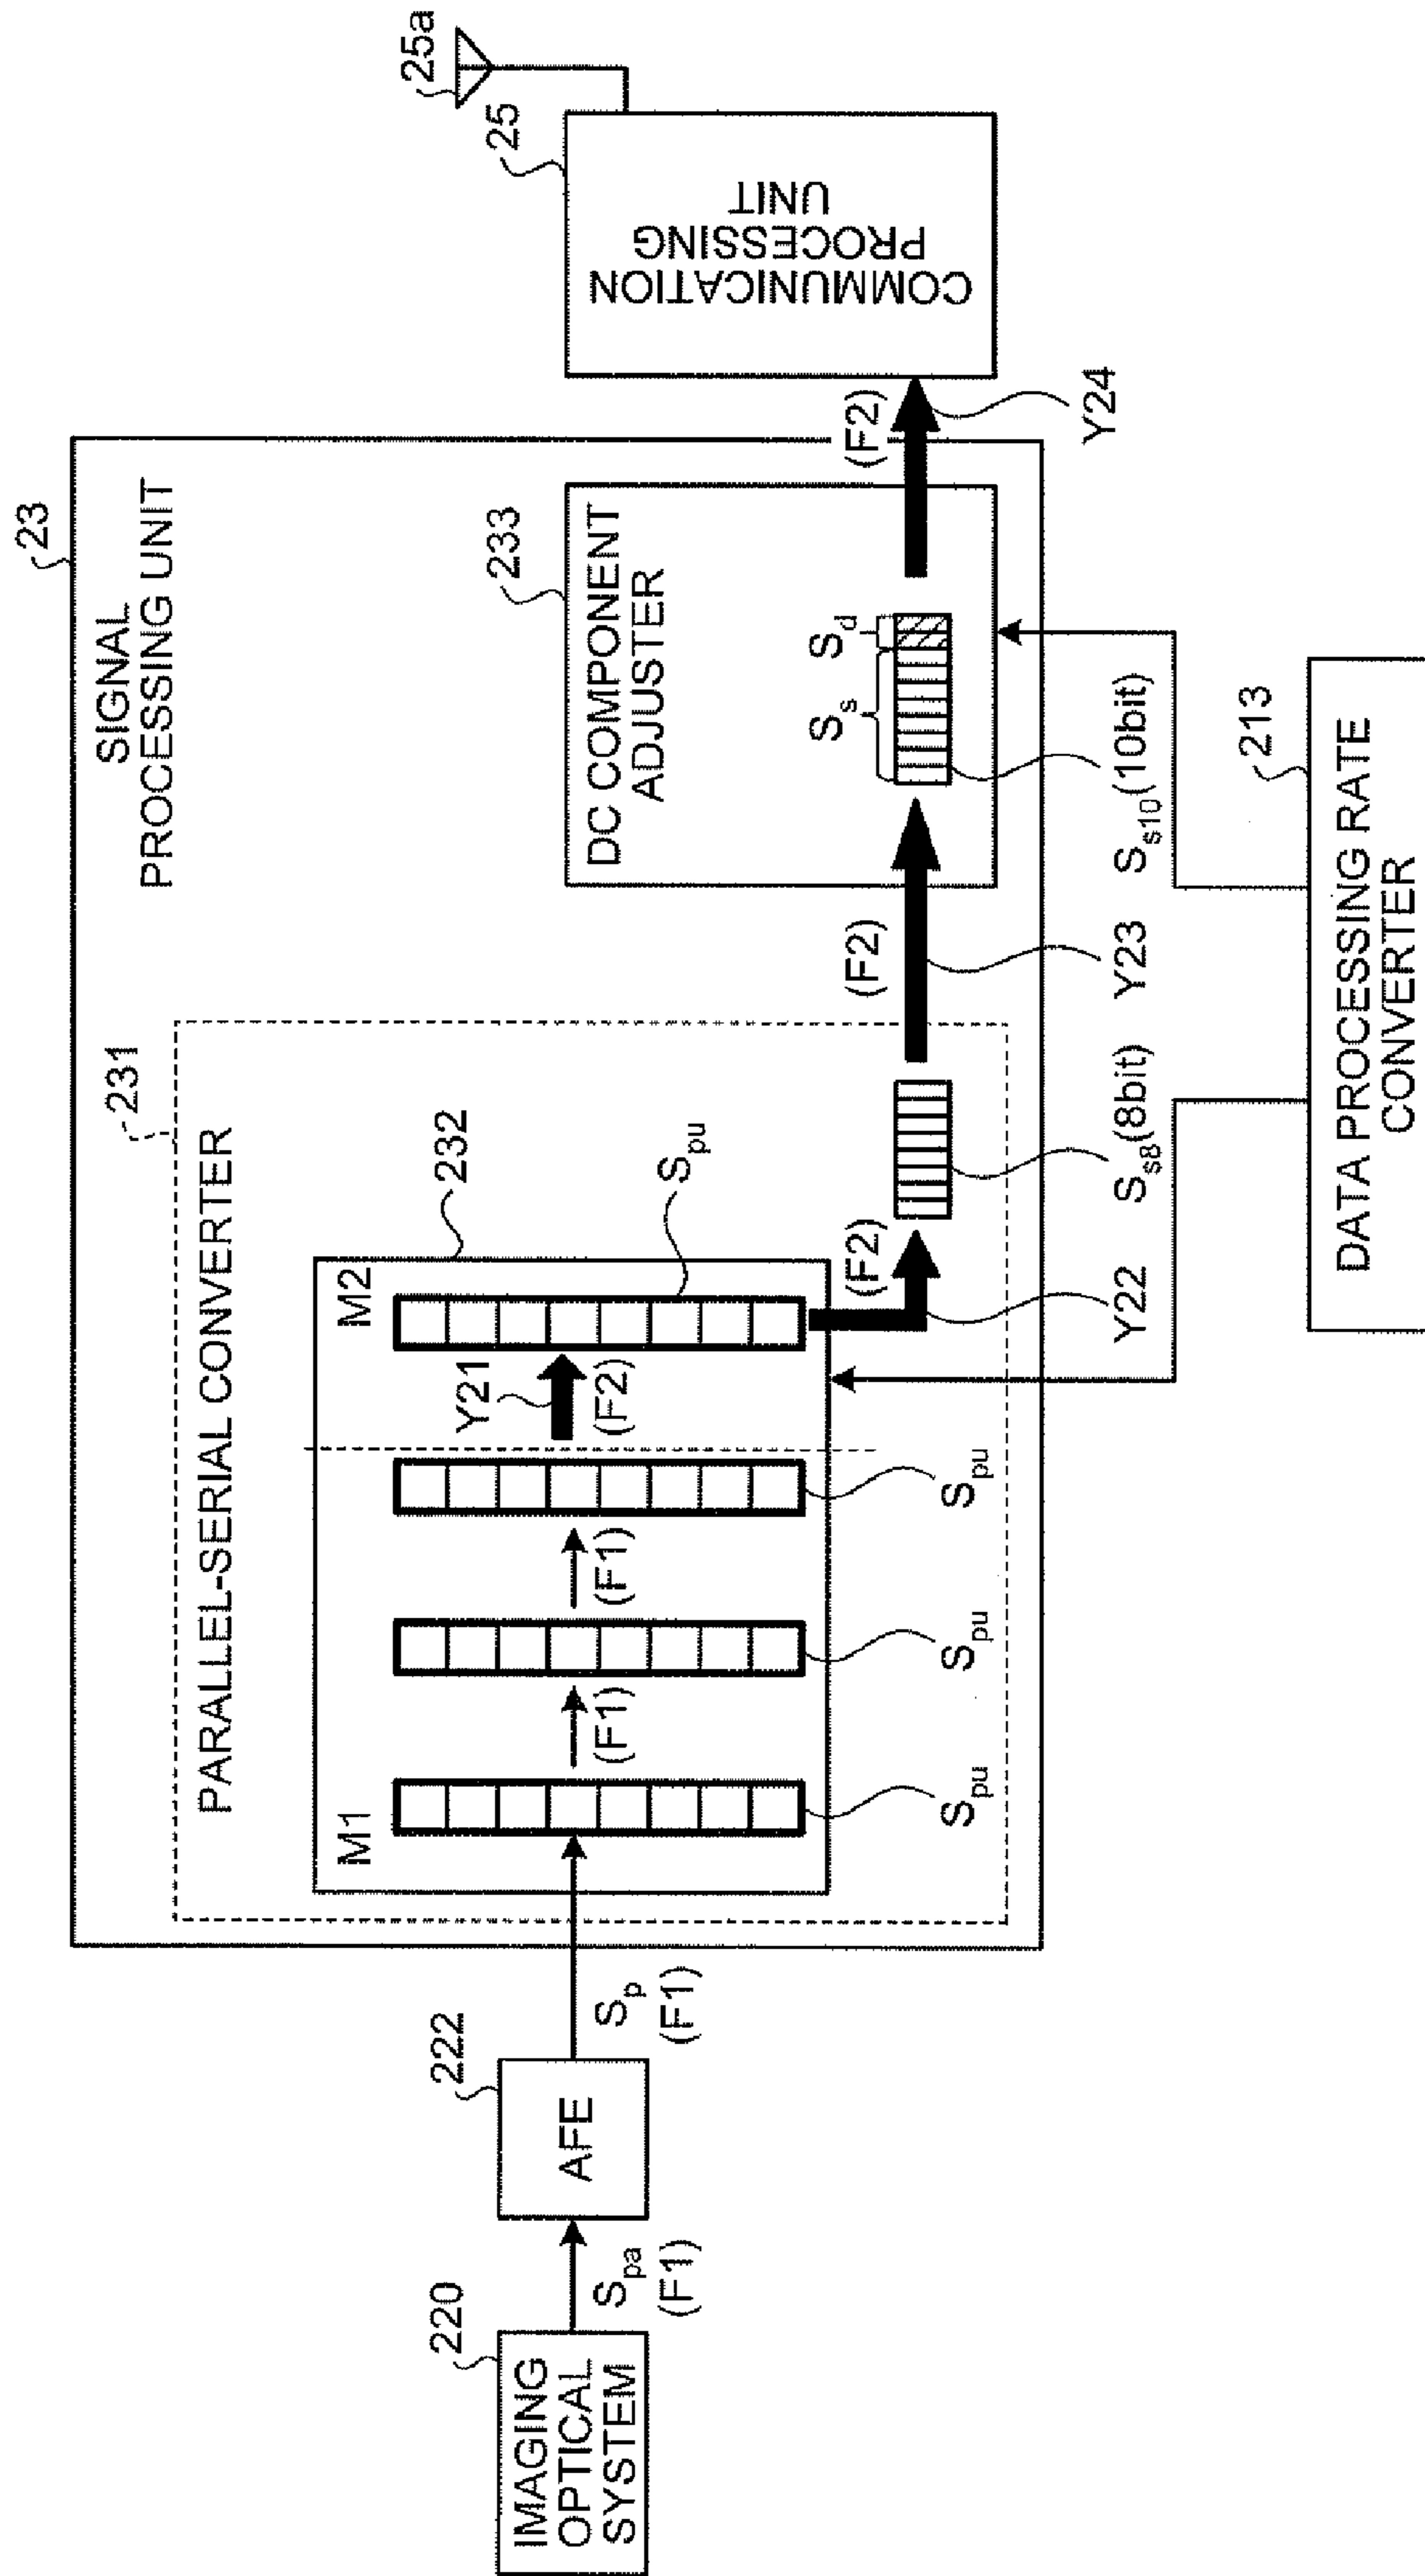 23
SIGNAL
PROCESSING UNIT
231
PARALLEL-SERIAL CONVERTER
232
M1
M2
Y21
(F1)
(F1)
(F2)
S_pu
S_pu
S_pu
S_pu
220
IMAGING
OPTICAL
SYSTEM
S_pa
(F1)
222
AFE
S_p
(F1)
(F2)
Y22
S_s8(8bit)
(F2)
Y23
233
DC COMPONENT
ADJUSTER
S_s
S_d
S_s10(10bit)
(F2)
Y24
25
25a
COMMUNICATION
PROCESSING
UNIT
213
DATA PROCESSING RATE
CONVERTER